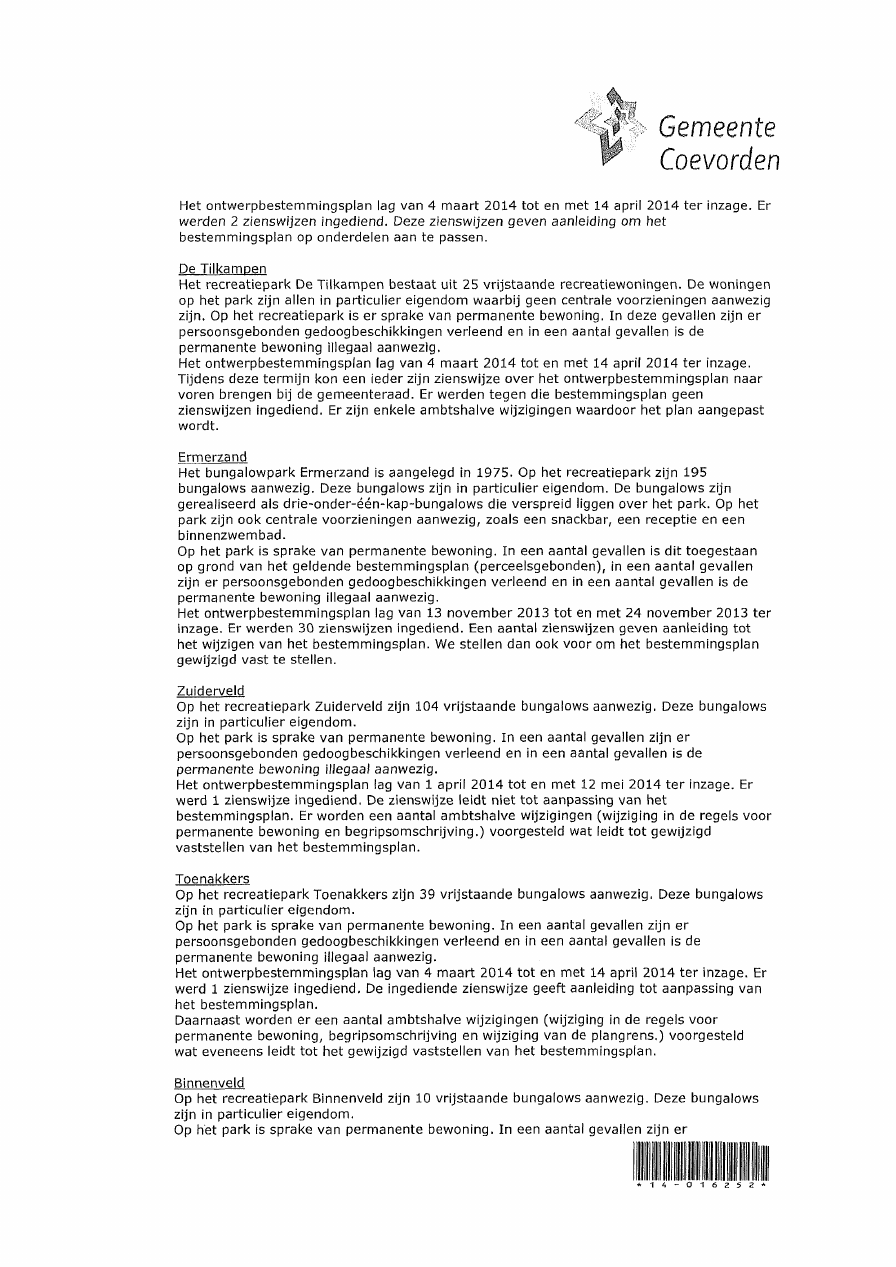 Gemeente
Coevorden
Het ontwerpbestemmingsplan lag van 4 maart 2014 tot en met 14 april 2014 ter inzage. Er
werden 2 zienswijzen ingediend. Deze zienswijzen geven aanleiding om het
bestemmingsplan op onderdelen aan te passen.
De Tilkampen
Het recreatiepark De Tilkampen bestaat uit 25 vrijstaande recreatiewoningen. De woningen
op het park zijn allen in particulier eigendom waarbij geen centrale voorzieningen aanwezig
zijn. Op het recreatiepark is er sprake van permanente bewoning. In deze gevallen zijn er
persoonsgebonden gedoogbeschikkingen verleend en in een aantal gevallen is de
permanente bewoning illegaal aanwezig.
Het ontwerpbestemmingsplan lag van 4 maart 2014 tot en met 14 april 2014 ter inzage.
Tijdens deze termijn kon een ieder zijn zienswijze over het ontwerpbestemmingsplan naar
voren brengen bij de gemeenteraad. Er werden tegen die bestemmingsplan geen
zienswijzen ingediend. Er zijn enkele ambtshalve wijzigingen waardoor het plan aangepast
wordt.
Ermerzand
Het bungalowpark Ermerzand is aangelegd in 1975. Op het recreatiepark zijn 195
bungalows aanwezig. Deze bungalows zijn in particulier eigendom. De bungalows zijn
gerealiseerd als drie-onder-één-kap-bungalows die verspreid liggen over het park. Op het
park zijn ook centrale voorzieningen aanwezig, zoals een snackbar, een receptie en een
binnenzwembad.
Op het park is sprake van permanente bewoning. In een aantal gevallen is dit toegestaan
op grond van het geldende bestemmingsplan (perceelsgebonden), in een aantal gevallen
zijn er persoonsgebonden gedoogbeschikkingen verleend en in een aantal gevallen is de
permanente bewoning illegaal aanwezig.
Het ontwerpbestemmingsplan lag van 13 november 2013 tot en met 24 november 2013 ter
inzage. Er werden 30 zienswijzen ingediend. Een aantal zienswijzen geven aanleiding tot
het wijzigen van het bestemmingsplan. We stellen dan ook voor om het bestemmingsplan
gewijzigd vast te stellen.
Zuiderveld
Op het recreatiepark Zuiderveld zijn 104 vrijstaande bungalows aanwezig. Deze bungalows
zijn in particulier eigendom.
Op het park is sprake van permanente bewoning. In een aantal gevallen zijn er
persoonsgebonden gedoogbeschikkingen verleend en in een aantal gevallen is de
permanente bewoning illegaal aanwezig.
Het ontwerpbestemmingsplan lag van 1 april 2014 tot en met 12 mei 2014 ter inzage. Er
werd 1 zienswijze ingediend. De zienswijze leidt niet tot aanpassing van het
bestemmingsplan. Er worden een aantal ambtshalve wijzigingen (wijziging in de regels voor
permanente bewoning en begripsomschrijving.) voorgesteld wat leidt tot gewijzigd
vaststellen van het bestemmingsplan.
Toenakkers
Op het recreatiepark Toenakkers zijn 39 vrijstaande bungalows aanwezig. Deze bungalows
zijn in particulier eigendom.
Op het park is sprake van permanente bewoning. In een aantal gevallen zijn er
persoonsgebonden gedoogbeschikkingen verleend en in een aantal gevallen is de
permanente bewoning illegaal aanwezig.
Het ontwerpbestemmingsplan lag van 4 maart 2014 tot en met 14 april 2014 ter inzage. Er
werd 1 zienswijze ingediend. De ingediende zienswijze geeft aanleiding tot aanpassing van
het bestemmingsplan.
Daarnaast worden er een aantal ambtshalve wijzigingen (wijziging in de regels voor
permanente bewoning, begripsomschrijving en wijziging van de plangrens.) voorgesteld
wat eveneens leidt tot het gewijzigd vaststellen van het bestemmingsplan.
Binnenveld
Op het recreatiepark Binnenveld zijn 10 vrijstaande bungalows aanwezig. Deze bungalows
zijn in particulier eigendom.
Op het park is sprake van permanente bewoning. In een aantal gevallen zijn er
*14-016252*